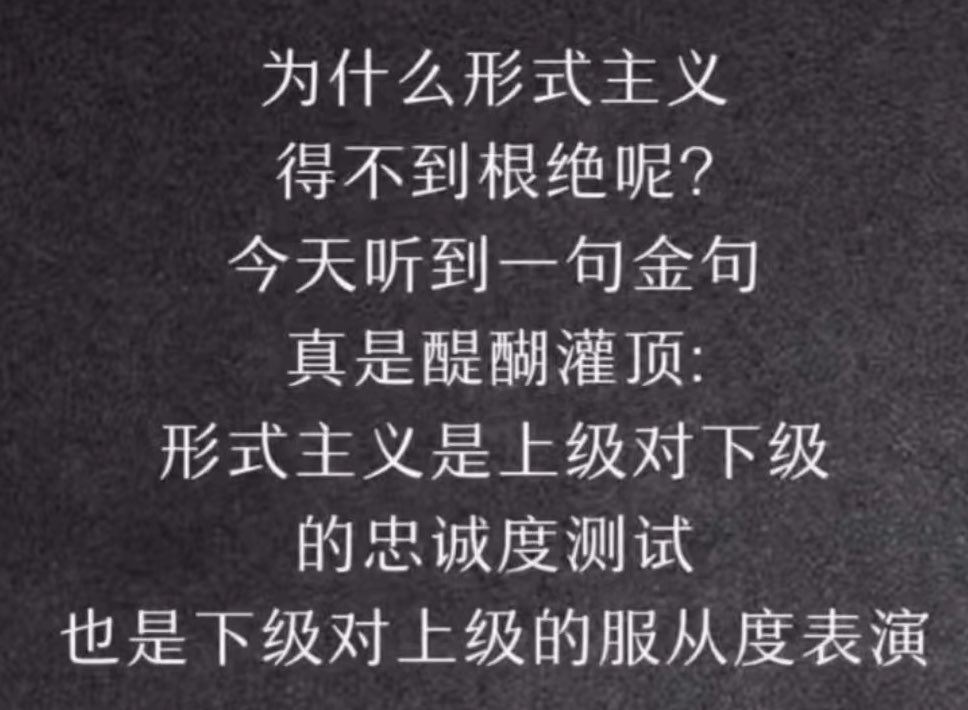 为什么形式主义
得不到根绝呢?
今天听到一句金句
真是醍醐灌顶:
形式主义是上级对下级
的忠诚度测试
也是下级对上级的服从度表演